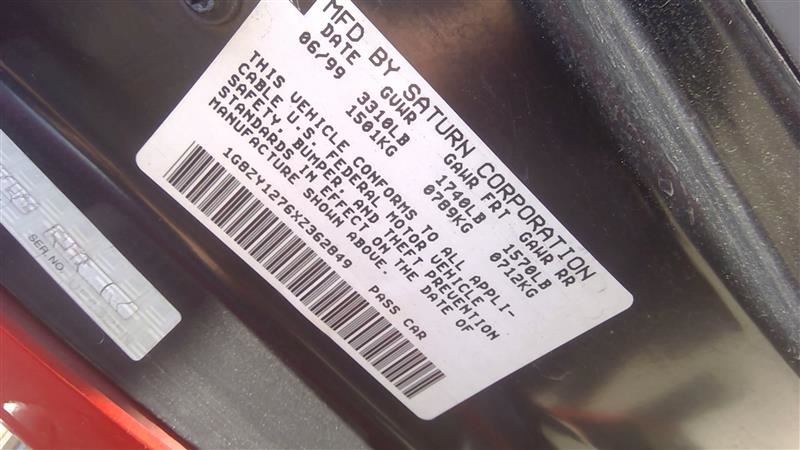 MFD BY SATURN CORPORATION
DATE GVWR GAWR FRT GAWR RR
06/99 3310LB 1740LB 1570LB
1501KG 0789KG 0712KG
THIS VEHICLE CONFORMS TO ALL APPLI-
CABLE U.S. FEDERAL MOTOR VEHICLE
SAFETY, BUMPER, AND THEFT PREVENTION
STANDARDS IN EFFECT ON THE DATE OF
MANUFACTURE SHOWN ABOVE.
1G8ZY1276XZ362849 PASS CAR
SER.NO.